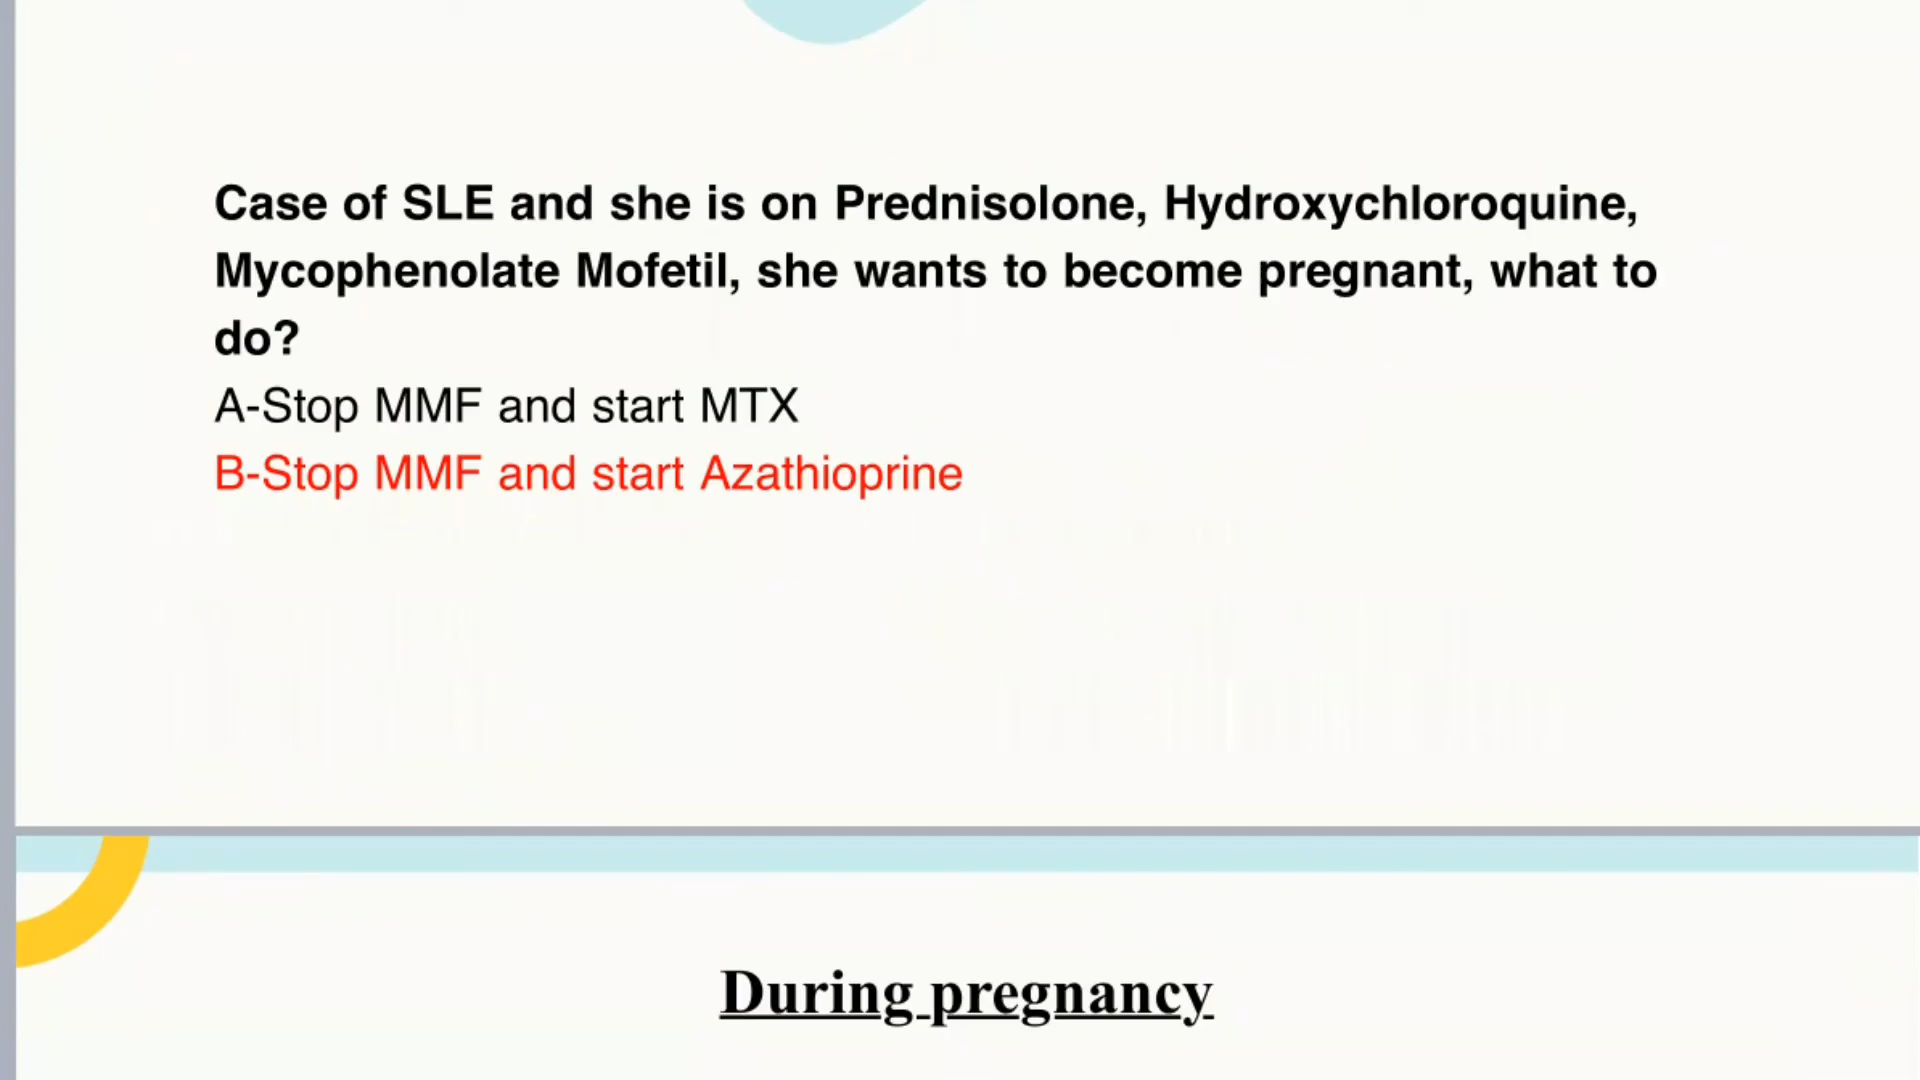 Case of SLE and she is on Prednisolone, Hydroxychloroquine,
Mycophenolate Mofetil, she wants to become pregnant, what to
do?
A-Stop MMF and start MTX
B-Stop MMF and start Azathioprine
During pregnancy